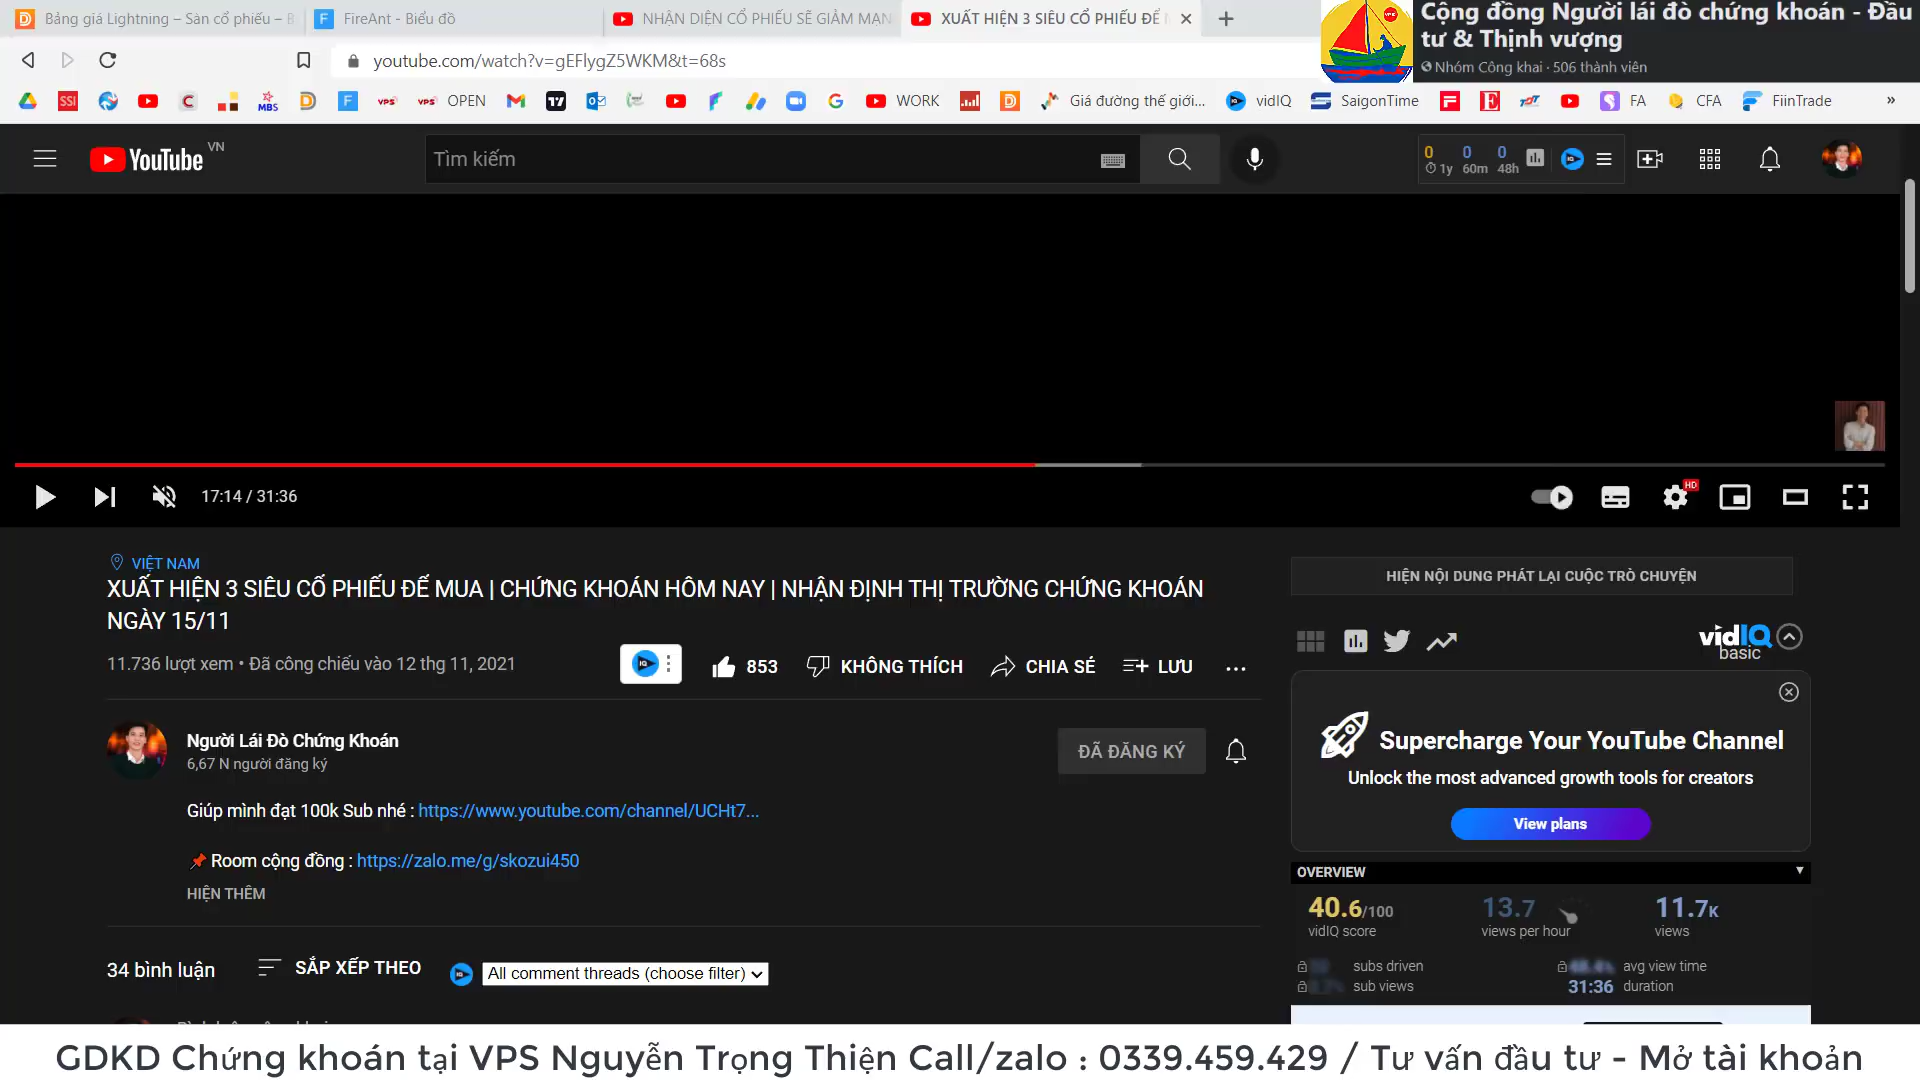 Bảng giá Lightning – Sàn cổ phiếu –
FireAnt - Biểu đồ
NHẬN DIỆN CỔ PHIẾU SẼ GIẢM MẠN
XUẤT HIỆN 3 SIÊU CỔ PHIẾU ĐỂ
Cộng đồng Người lái đò chứng khoán - Đầu
tư & Thịnh vượng
Nhóm Công khai · 506 thành viên
youtube.com/watch?v=gEFlygZ5WKM&t=68s
SSI
MBS
VPS
VPS
OPEN
WORK
Giá đường thế giới...
vidIQ
SaigonTime
FA
CFA
FiinTrade
»
YouTube VN
Tìm kiếm
0 0 0
1y 60m 48h
17:14 / 31:36
HD
VIỆT NAM
XUẤT HIỆN 3 SIÊU CỔ PHIẾU ĐỂ MUA | CHỨNG KHOÁN HÔM NAY | NHẬN ĐỊNH THỊ TRƯỜNG CHỨNG KHOÁN
NGÀY 15/11
11.736 lượt xem • Đã công chiếu vào 12 thg 11, 2021
853
KHÔNG THÍCH
CHIA SẺ
LƯU
Người Lái Đò Chứng Khoán
6,67 N người đăng ký
ĐÃ ĐĂNG KÝ
Giúp mình đạt 100k Sub nhé : https://www.youtube.com/channel/UCHt7...
Room cộng đồng : https://zalo.me/g/skozui450
HIỆN THÊM
34 bình luận
SẮP XẾP THEO
All comment threads (choose filter)
HIỆN NỘI DUNG PHÁT LẠI CUỘC TRÒ CHUYỆN
vidIQ
basic
Supercharge Your YouTube Channel
Unlock the most advanced growth tools for creators
View plans
OVERVIEW
40.6/100
vidIQ score
13.7
views per hour
11.7K
views
subs driven
avg view time
sub views
31:36 duration
GDKD Chứng khoán tại VPS Nguyễn Trọng Thiện Call/zalo : 0339.459.429 / Tư vấn đầu tư - Mở tài khoản